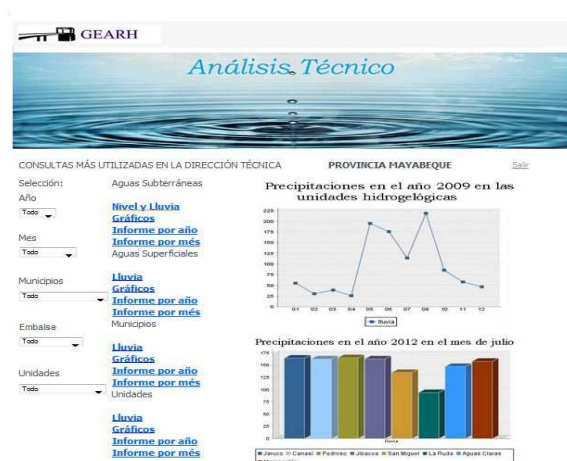 GEARH
Análisis Técnico
CONSULTAS MÁS UTILIZADAS EN LA DIRECCIÓN TÉCNICA
PROVINCIA MAYABEQUE
Salir
Selección:
Año
Todo
Mes
Todo
Municipios
Todo
Embalse
Todo
Unidades
Todo
Aguas Subterráneas
Nivel y Lluvia
Gráficos
Informe por año
Informe por més
Aguas Superficiales
Lluvia
Gráficos
Informe por año
Informe por més
Municipios
Lluvia
Gráficos
Informe por año
Informe por més
Unidades
Lluvia
Gráficos
Informe por año
Informe por més
Precipitaciones en el año 2009 en las
unidades hidrogelógicas
225
200
175
150
125
100
75
50
25
0
01 02 03 04 05 06 07 08 09 10 11 12
lluvia
Precipitaciones en el año 2012 en el mes de julio
175
150
125
100
75
50
25
0
lluvia
Jaruco Canasí Pedroso Jibacoa San Miguel La Ruda Aguas Claras